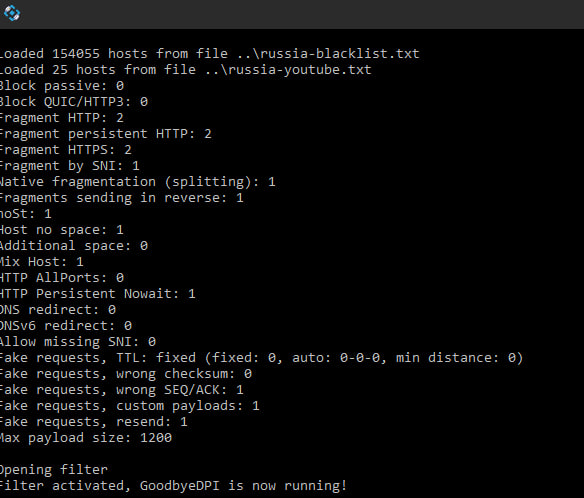 Loaded 154055 hosts from file ..\russia-blacklist.txt
Loaded 25 hosts from file ..\russia-youtube.txt
Block passive: 0
Block QUIC/HTTP3: 0
Fragment HTTP: 2
Fragment persistent HTTP: 2
Fragment HTTPS: 2
Fragment by SNI: 1
Native fragmentation (splitting): 1
Fragments sending in reverse: 1
hoSt: 1
Host no space: 1
Additional space: 0
Mix Host: 1
HTTP AllPorts: 0
HTTP Persistent Nowait: 1
DNS redirect: 0
DNSv6 redirect: 0
Allow missing SNI: 0
Fake requests, TTL: fixed (fixed: 0, auto: 0-0-0, min distance: 0)
Fake requests, wrong checksum: 0
Fake requests, wrong SEQ/ACK: 1
Fake requests, custom payloads: 1
Fake requests, resend: 1
Max payload size: 1200
Opening filter
Filter activated, GoodbyeDPI is now running!